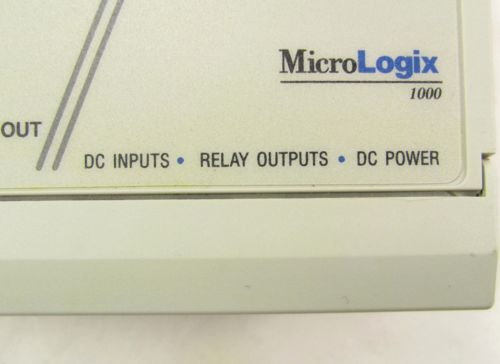 MicroLogix
1000
OUT
DC INPUTS • RELAY OUTPUTS • DC POWER